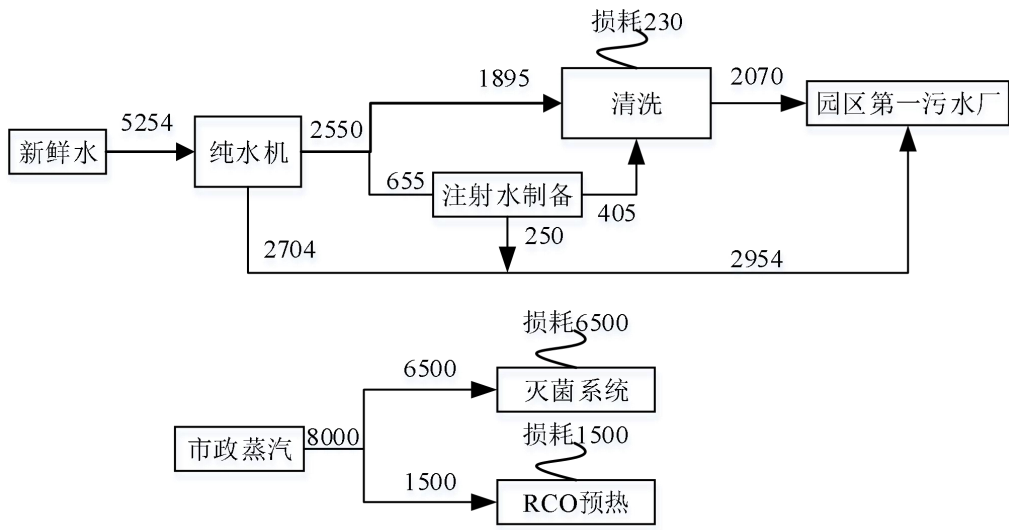 损耗230
1895
2070
清洗
园区第一污水厂
5254
2550
新鲜水
纯水机
655
注射水制备
405
250
2704
2954
损耗6500
6500
灭菌系统
市政蒸汽
8000
损耗1500
1500
RCO预热